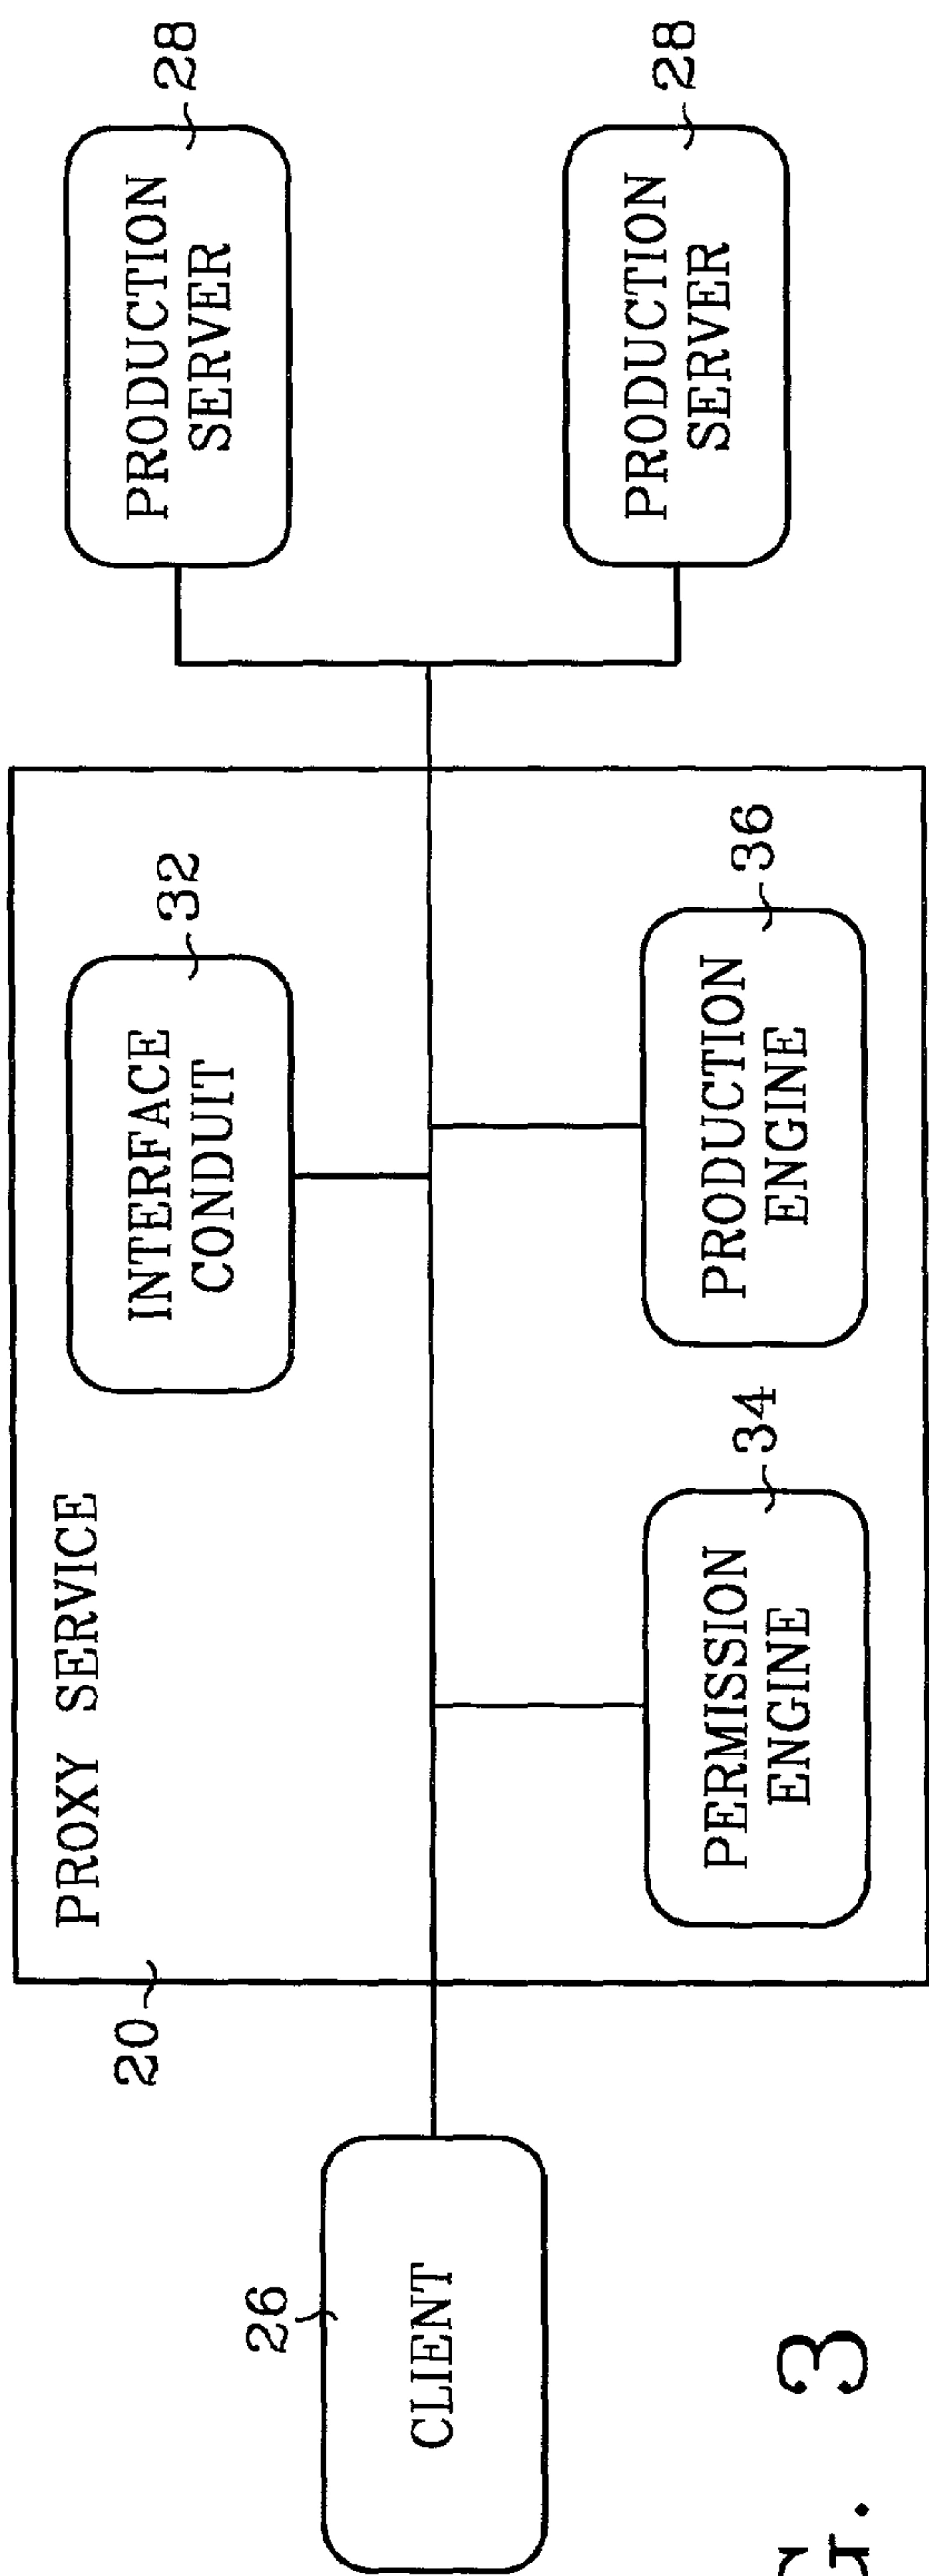 PROXY SERVICE
20
INTERFACE
CONDUIT
32
PRODUCTION
SERVER
28
26
CLIENT
PERMISSION
ENGINE
34
PRODUCTION
ENGINE
36
PRODUCTION
SERVER
28
G. 3